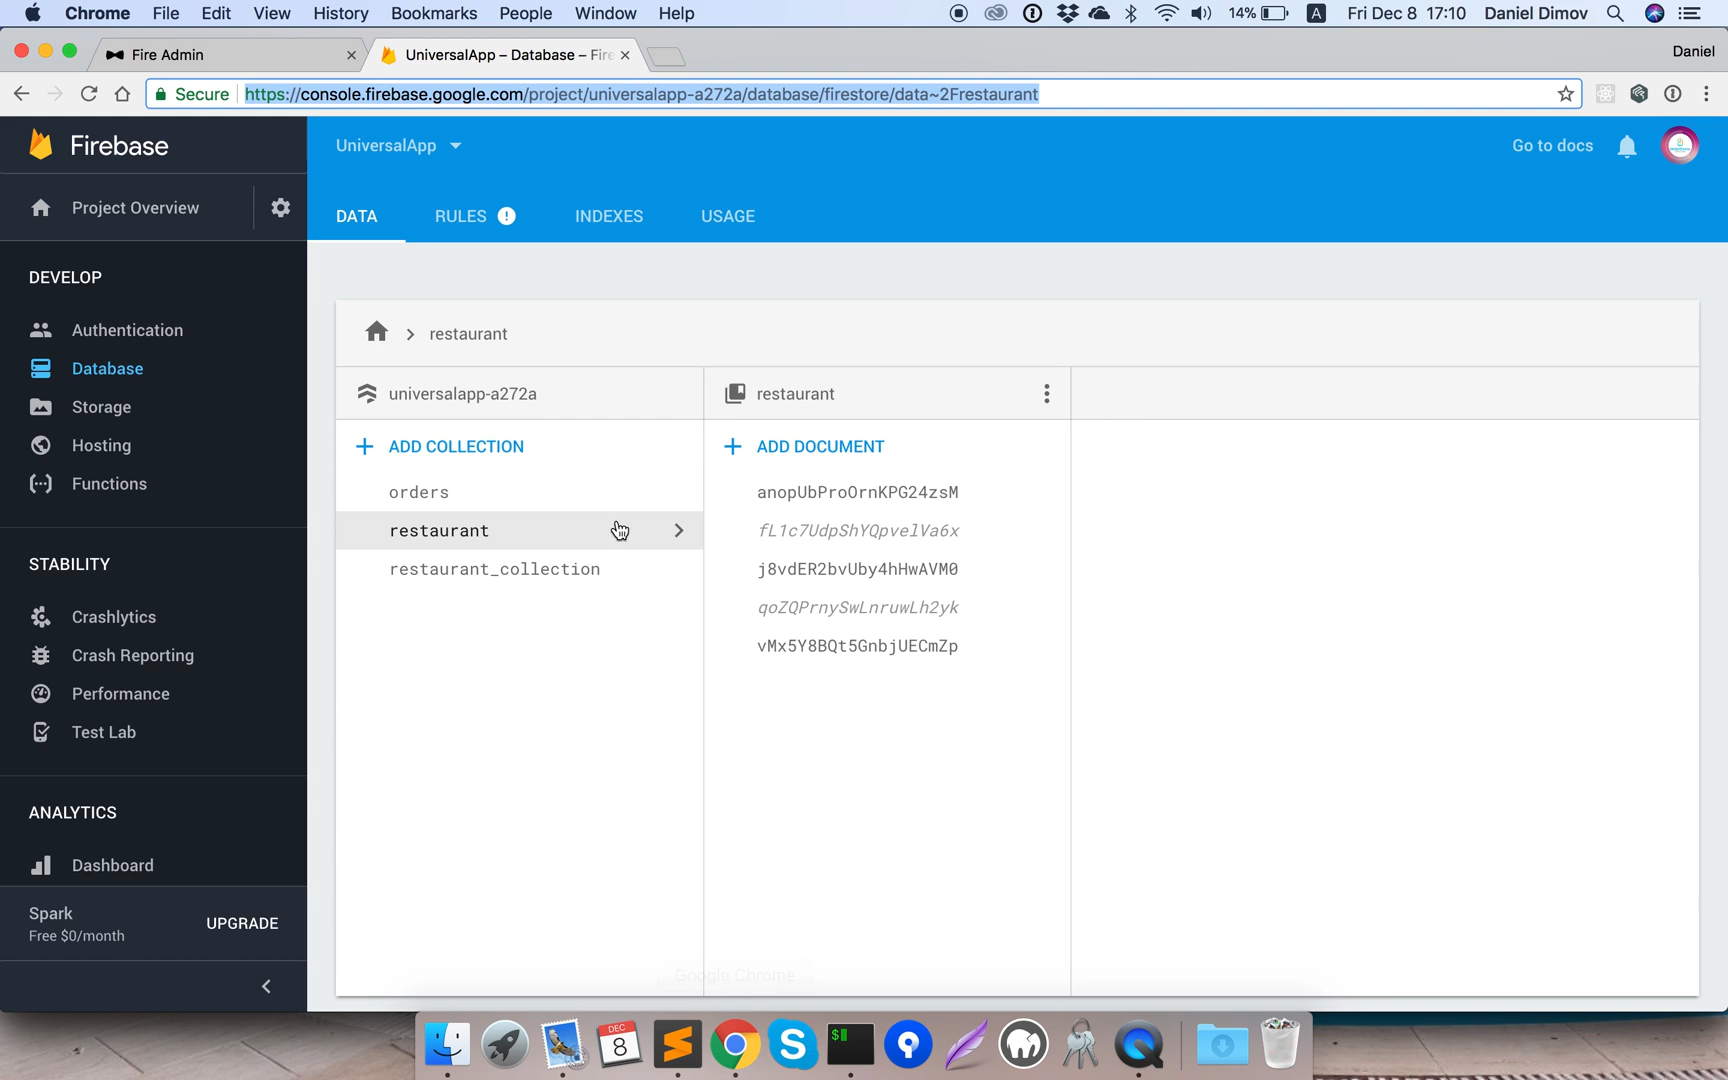 Chrome File Edit View History Bookmarks People Window Help 14% A Fri Dec 8 17:10 Daniel Dimov
Fire Admin UniversalApp – Database – Fire Daniel
Secure https://console.firebase.google.com/project/universalapp-a272a/database/firestore/data~2Frestaurant
Firebase UniversalApp Go to docs
Project Overview DATA RULES ! INDEXES USAGE
DEVELOP
Authentication
Database
Storage
Hosting
Functions
STABILITY
Crashlytics
Crash Reporting
Performance
Test Lab
ANALYTICS
Dashboard
Spark
Free $0/month
UPGRADE
restaurant
universalapp-a272a restaurant
ADD COLLECTION
orders
restaurant
restaurant_collection
ADD DOCUMENT
anopUbProOrnKPG24zsM
fL1c7UdpShYQpvelVa6x
j8vdER2bvUby4hHwAVM0
qoZQPrnySwLnruwLh2yk
vMx5Y8BQt5GnbjUECmZp
Google Chrome
DEC
8
$